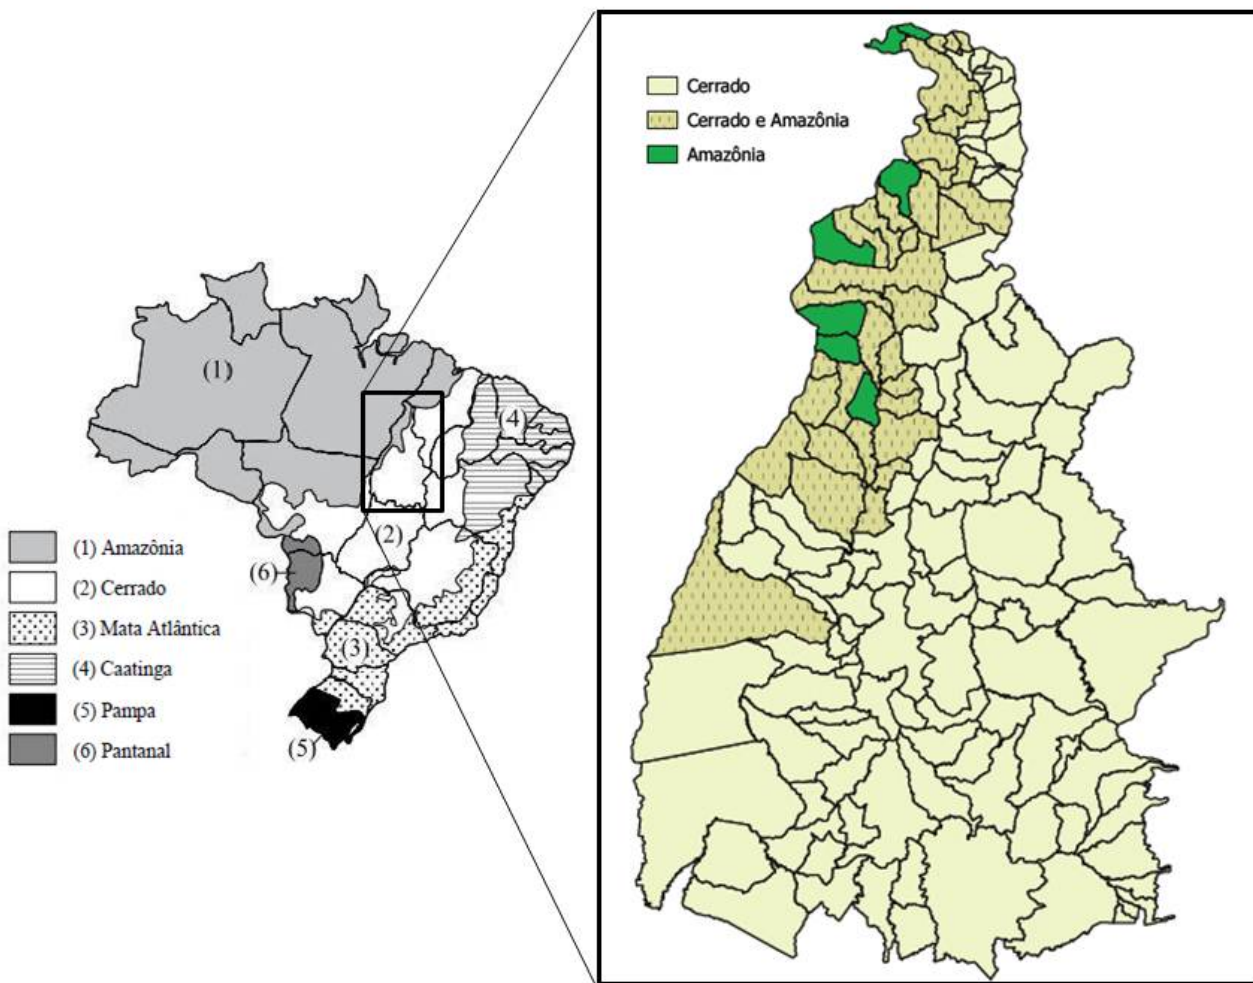 Cerrado
Cerrado e Amazônia
Amazônia
(1)
(4)
(2)
(6)
(3)
(5)
(1) Amazônia
(2) Cerrado
(3) Mata Atlântica
(4) Caatinga
(5) Pampa
(6) Pantanal